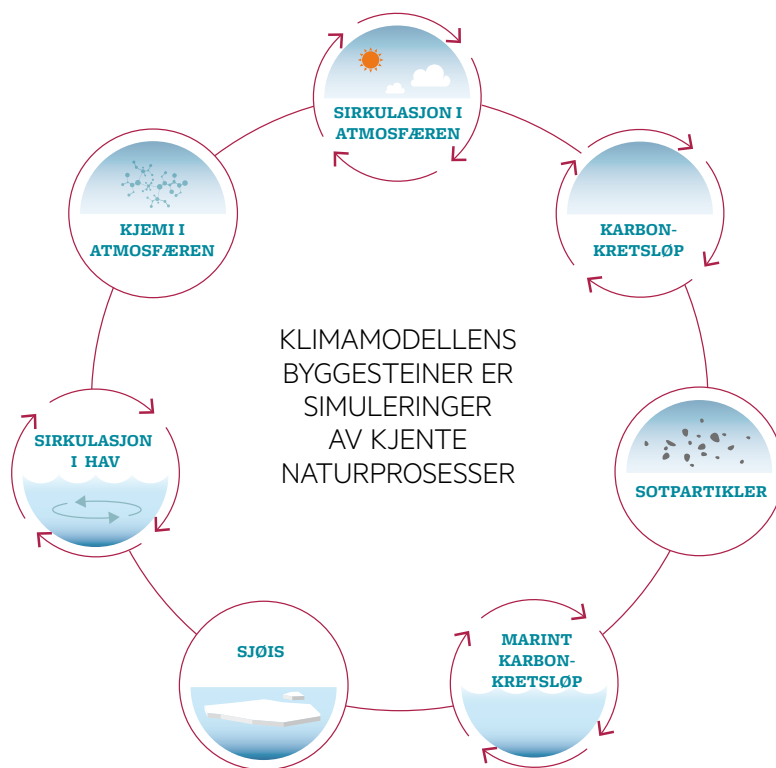 SIRKULASJON I
ATMOSFÆREN
KARBON-
KRETSLØP
SOTPARTIKLER
MARINT
KARBON-
KRETSLØP
SJØIS
SIRKULASJON
I HAV
KJEMI I
ATMOSFÆREN
KLIMAMODELLENS
BYGGESTEINER ER
SIMULERINGER
AV KJENTE
NATURPROSESSER